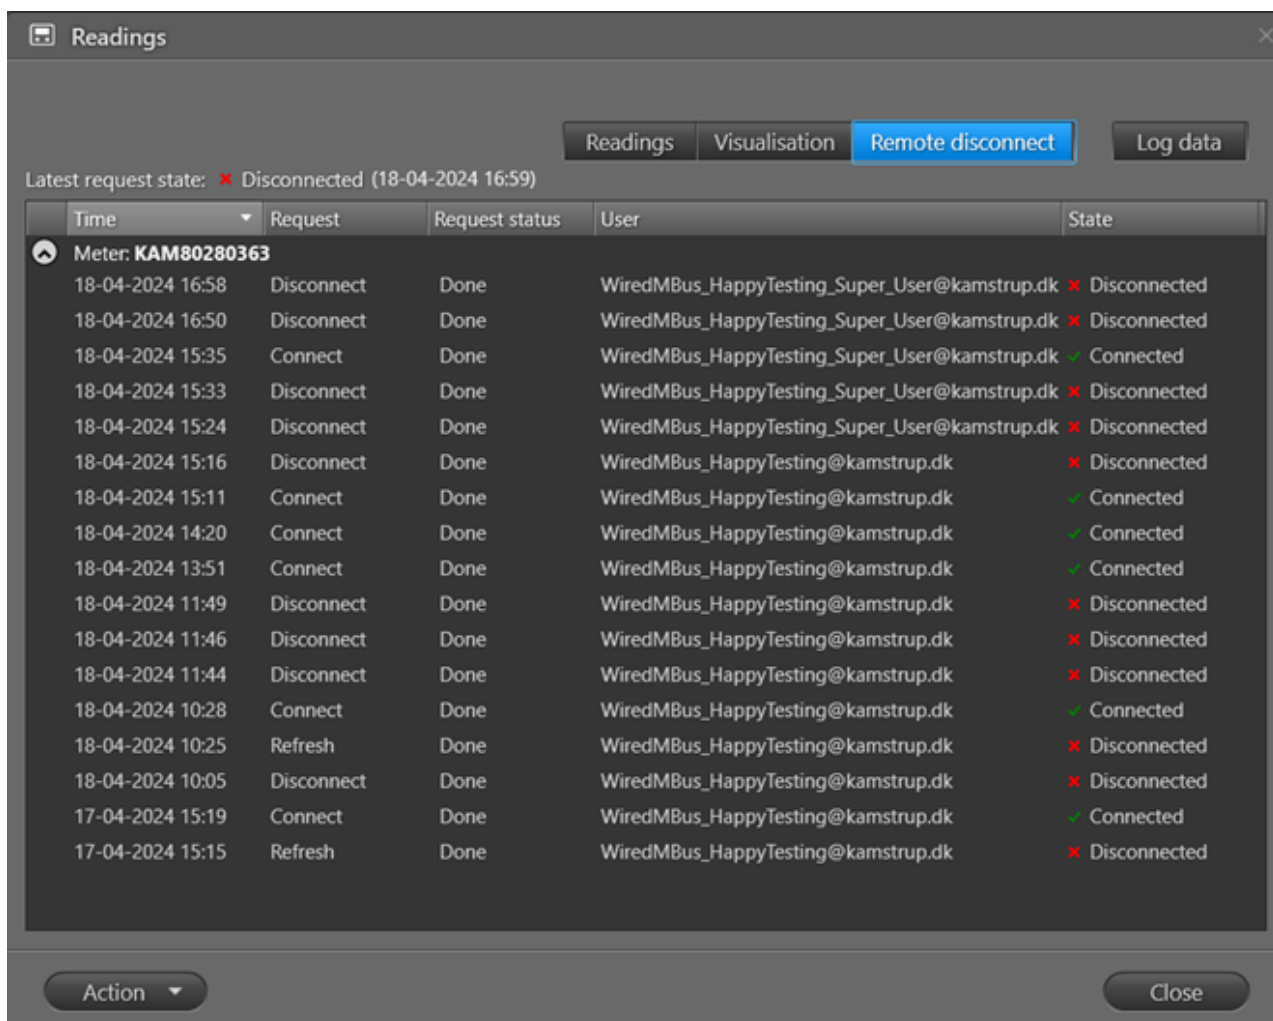 Readings
Readings Visualisation Remote disconnect Log data
Latest request state: Disconnected (18-04-2024 16:59)
Time Request Request status User State
Meter: KAM80280363
18-04-2024 16:58 Disconnect Done WiredMBus_HappyTesting_Super_User@kamstrup.dk Disconnected
18-04-2024 16:50 Disconnect Done WiredMBus_HappyTesting_Super_User@kamstrup.dk Disconnected
18-04-2024 15:35 Connect Done WiredMBus_HappyTesting_Super_User@kamstrup.dk Connected
18-04-2024 15:33 Disconnect Done WiredMBus_HappyTesting_Super_User@kamstrup.dk Disconnected
18-04-2024 15:24 Disconnect Done WiredMBus_HappyTesting_Super_User@kamstrup.dk Disconnected
18-04-2024 15:16 Disconnect Done WiredMBus_HappyTesting@kamstrup.dk Disconnected
18-04-2024 15:11 Connect Done WiredMBus_HappyTesting@kamstrup.dk Connected
18-04-2024 14:20 Connect Done WiredMBus_HappyTesting@kamstrup.dk Connected
18-04-2024 13:51 Connect Done WiredMBus_HappyTesting@kamstrup.dk Connected
18-04-2024 11:49 Disconnect Done WiredMBus_HappyTesting@kamstrup.dk Disconnected
18-04-2024 11:46 Disconnect Done WiredMBus_HappyTesting@kamstrup.dk Disconnected
18-04-2024 11:44 Disconnect Done WiredMBus_HappyTesting@kamstrup.dk Disconnected
18-04-2024 10:28 Connect Done WiredMBus_HappyTesting@kamstrup.dk Connected
18-04-2024 10:25 Refresh Done WiredMBus_HappyTesting@kamstrup.dk Disconnected
18-04-2024 10:05 Disconnect Done WiredMBus_HappyTesting@kamstrup.dk Disconnected
17-04-2024 15:19 Connect Done WiredMBus_HappyTesting@kamstrup.dk Connected
17-04-2024 15:15 Refresh Done WiredMBus_HappyTesting@kamstrup.dk Disconnected
Action Close